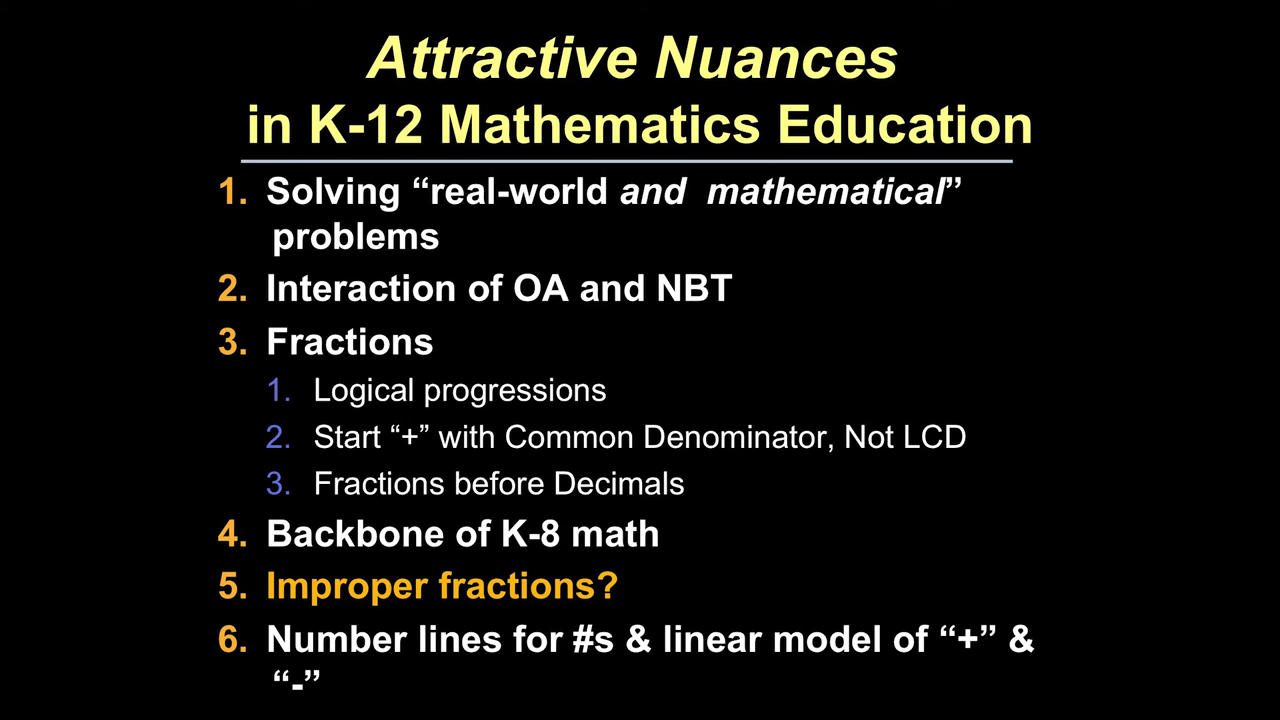 Attractive Nuances
in K-12 Mathematics Education
1. Solving “real-world and mathematical”
problems
2. Interaction of OA and NBT
3. Fractions
1. Logical progressions
2. Start “+” with Common Denominator, Not LCD
3. Fractions before Decimals
4. Backbone of K-8 math
5. Improper fractions?
6. Number lines for #s & linear model of “+” &
“-”